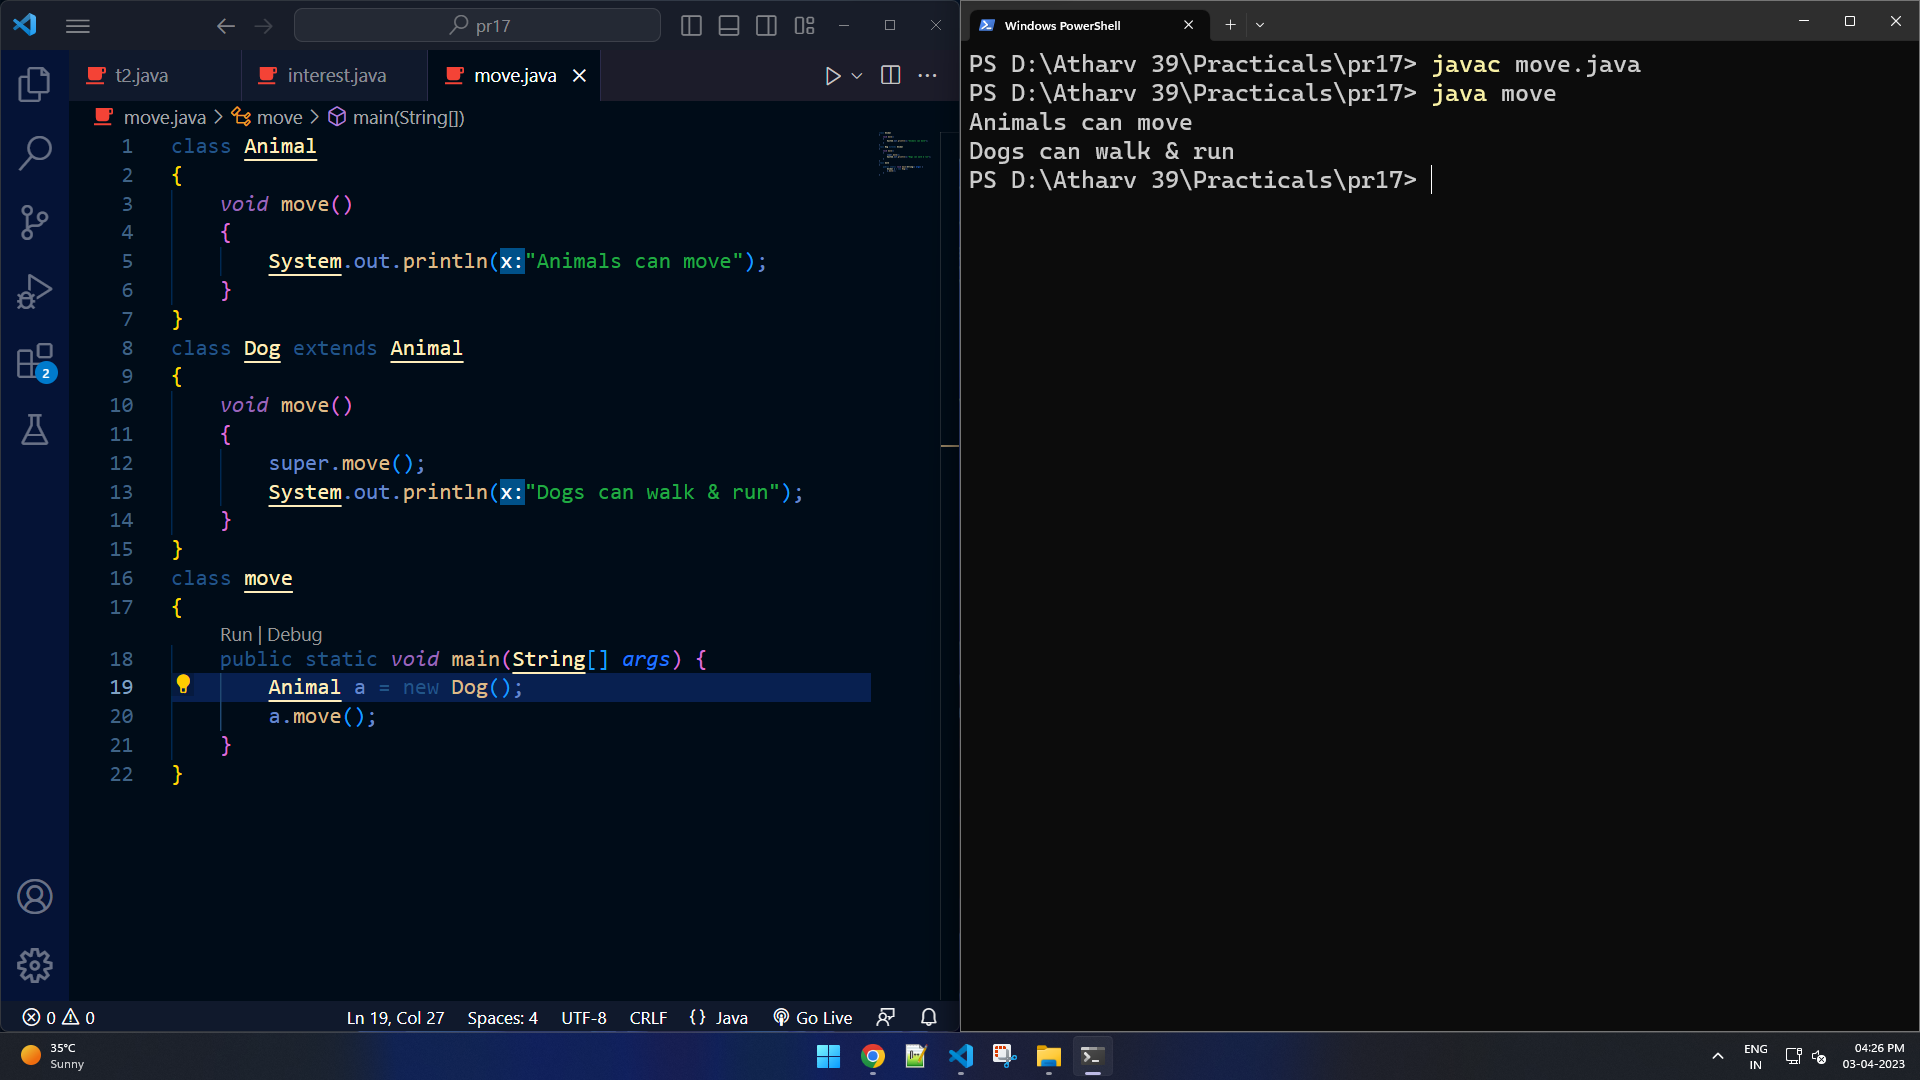 pr17
t2.java
interest.java
move.java
move.java > move > main(String[])
1 class Animal
2 {
3 void move()
4 {
5 System.out.println(x:"Animals can move");
6 }
7 }
8 class Dog extends Animal
9 {
10 void move()
11 {
12 super.move();
13 System.out.println(x:"Dogs can walk & run");
14 }
15 }
16 class move
17 {
Run | Debug
18 public static void main(String[] args) {
19 Animal a = new Dog();
20 a.move();
21 }
22 }
2
0 0
Ln 19, Col 27
Spaces: 4
UTF-8
CRLF
{} Java
Go Live
Windows PowerShell
PS D:\Atharv 39\Practicals\pr17> javac move.java
PS D:\Atharv 39\Practicals\pr17> java move
Animals can move
Dogs can walk & run
PS D:\Atharv 39\Practicals\pr17>
35°C
Sunny
ENG
IN
04:26 PM
03-04-2023